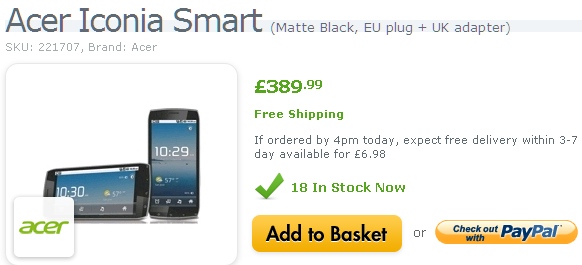 Acer Iconia Smart (Matte Black, EU plug + UK adapter)
SKU: 221707, Brand: Acer
£389.99
Free Shipping
If ordered by 4pm today, expect free delivery within 3-7
day available for £6.98
18 In Stock Now
10:29
57°
10:30
57°
acer
Add to Basket or Check out with PayPal